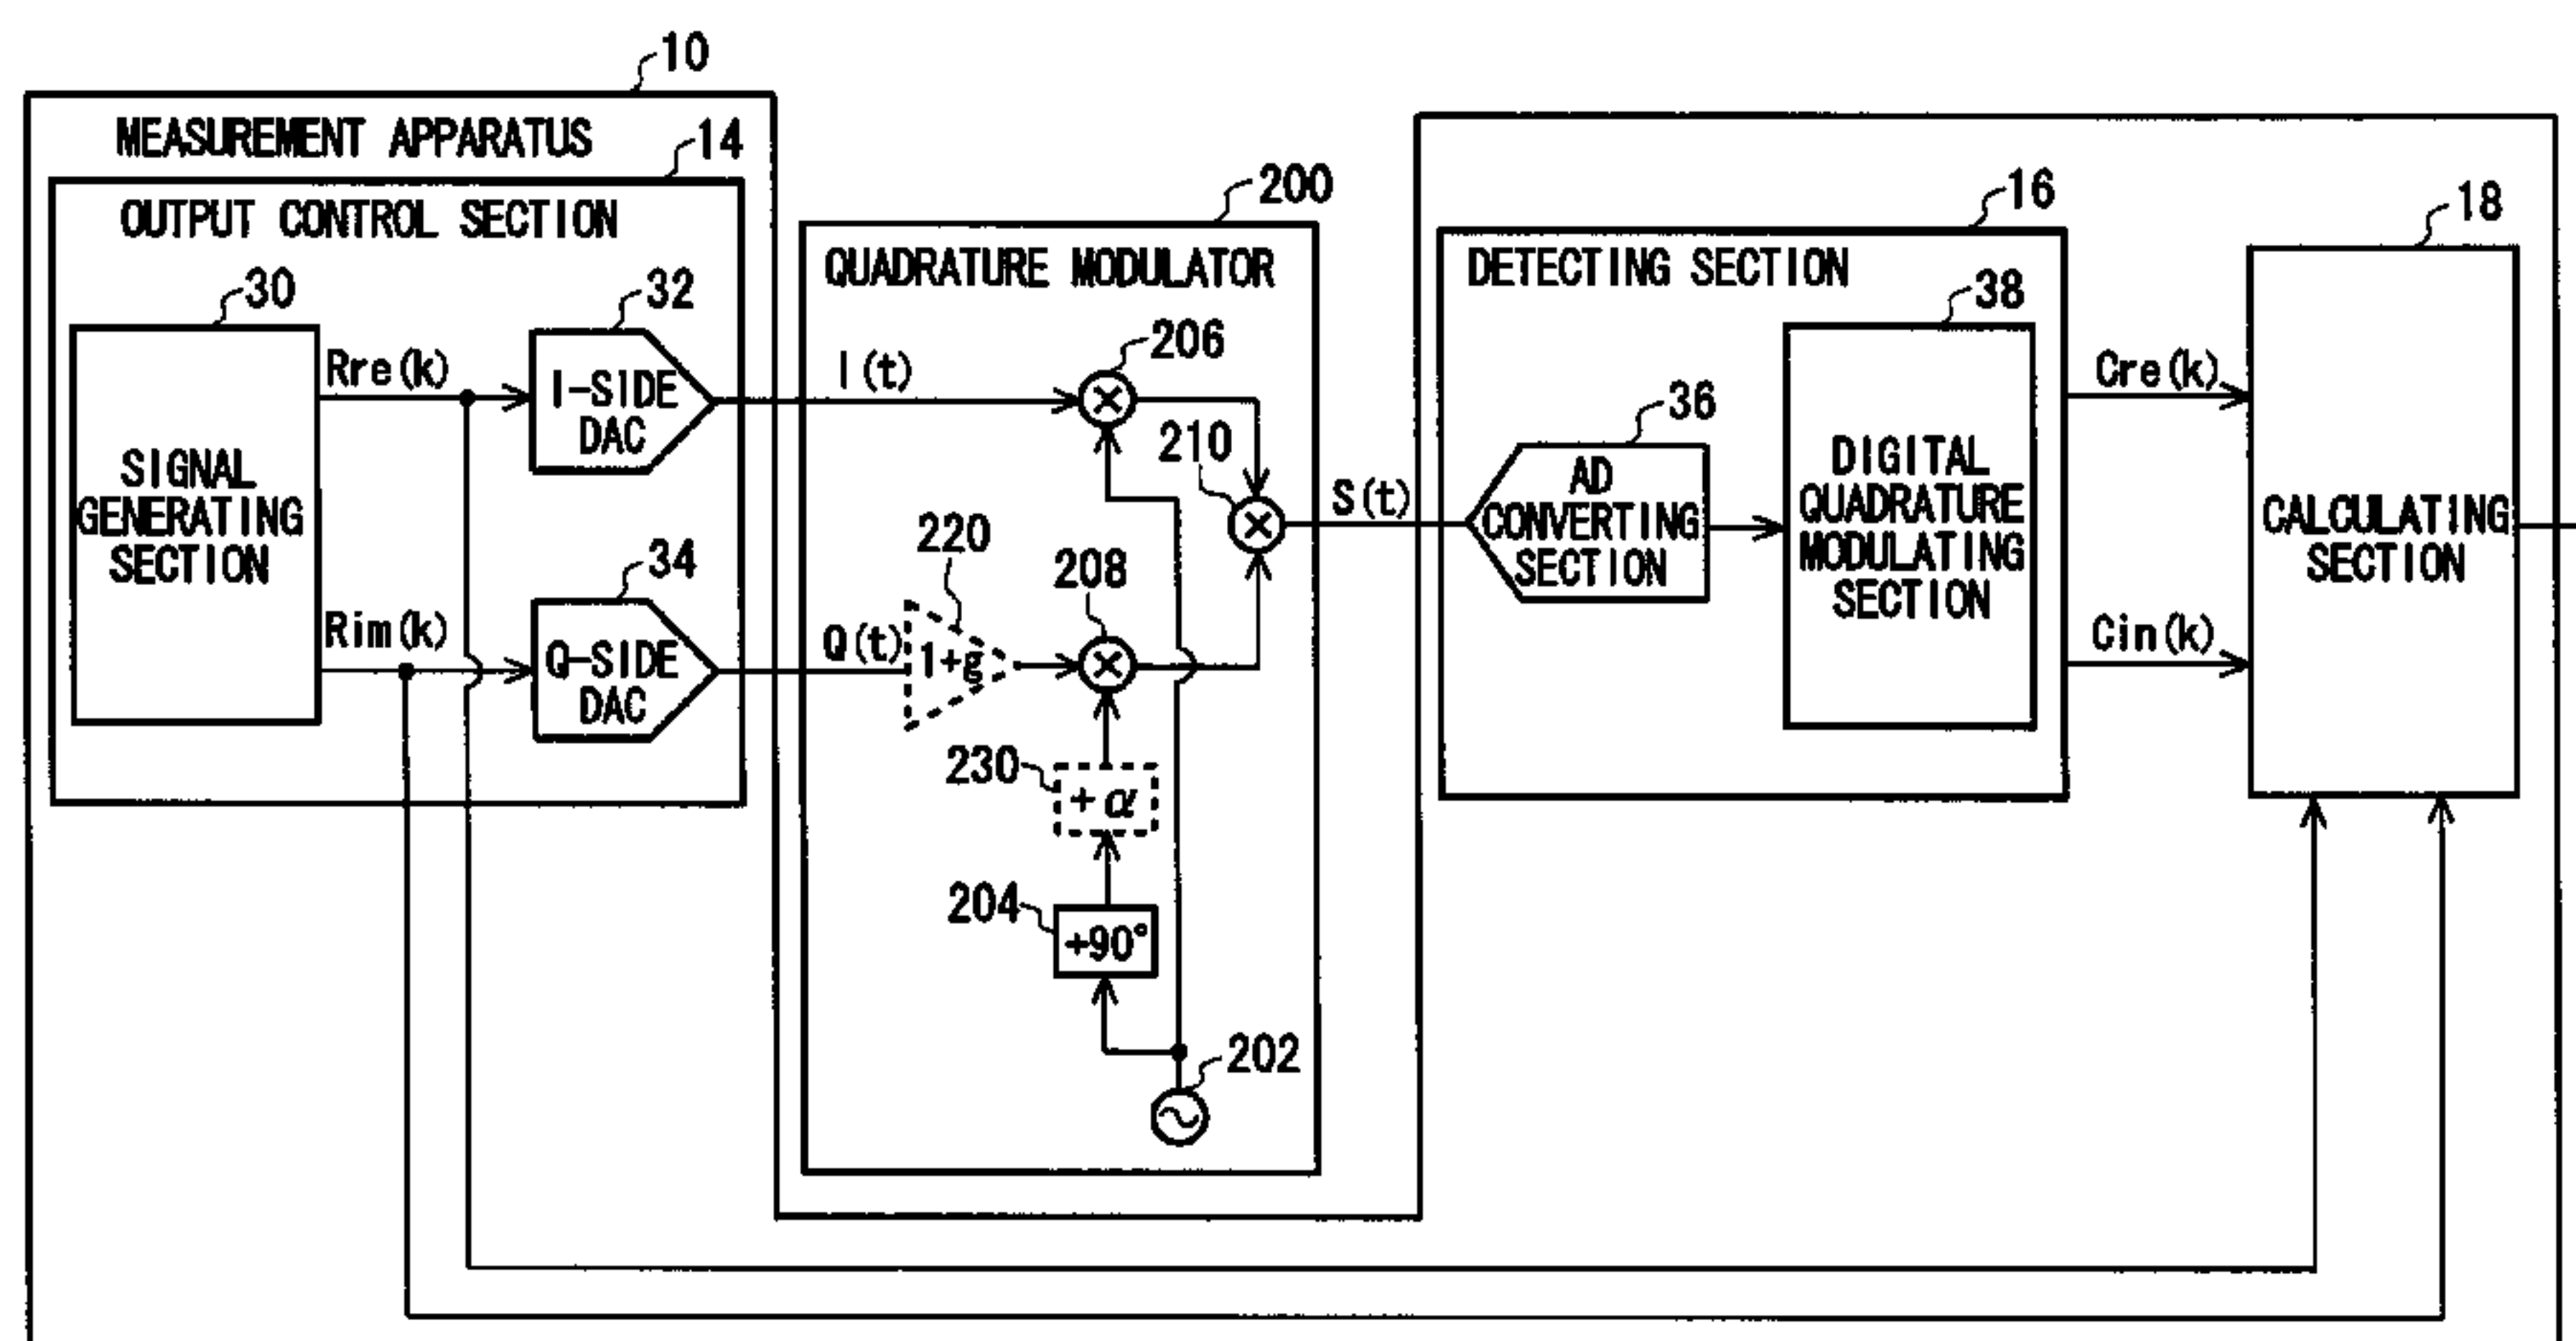 10
MEASUREMENT APPARATUS
14
OUTPUT CONTROL SECTION
30
SIGNAL
GENERATING
SECTION
Rre(k)
Rim(k)
32
I-SIDE
DAC
34
Q-SIDE
DAC
200
QUADRATURE MODULATOR
I(t)
206
210
Q(t)
220
1+g
208
230
+α
204
+90°
202
S(t)
16
DETECTING SECTION
36
AD
CONVERTING
SECTION
38
DIGITAL
QUADRATURE
MODULATING
SECTION
Cre(k)
Cin(k)
18
CALCULATING
SECTION